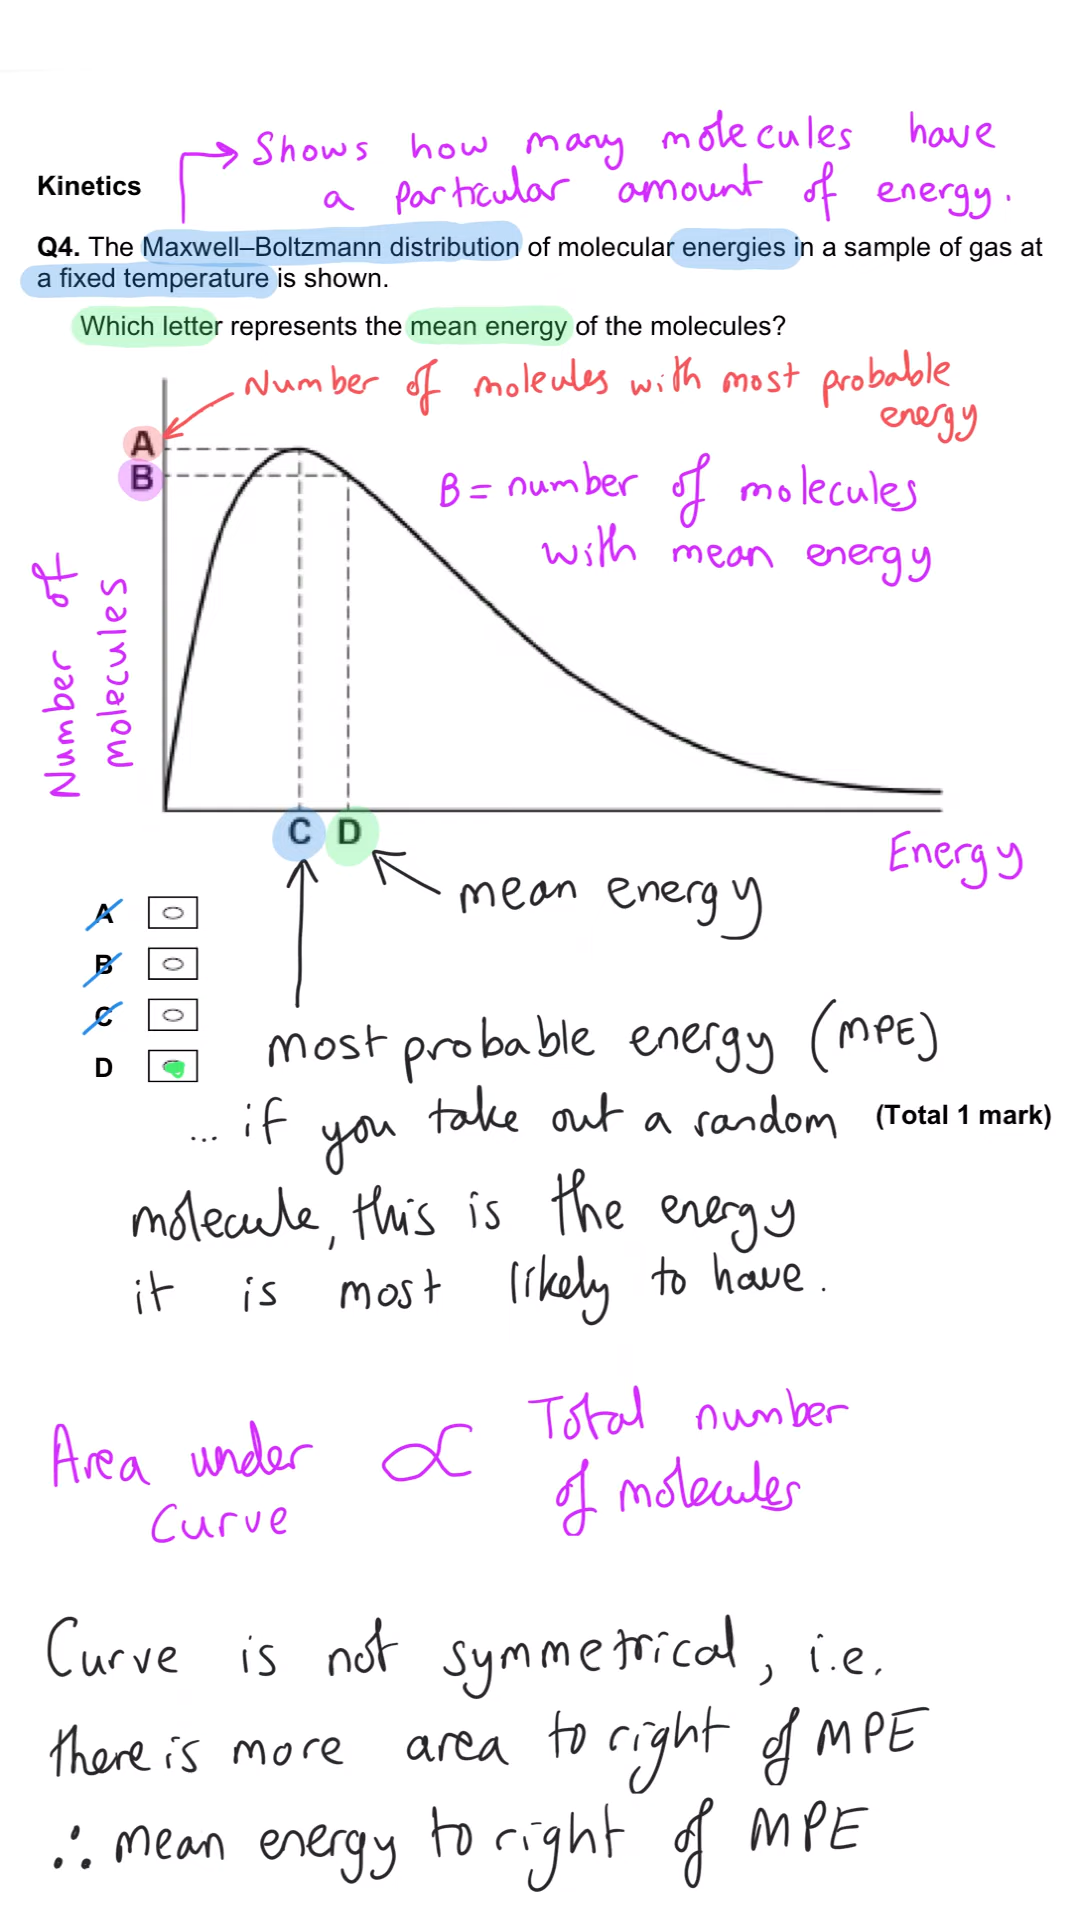 Shows how many molecules have
a particular amount of energy.
Kinetics
Q4. The Maxwell–Boltzmann distribution of molecular energies in a sample of gas at
a fixed temperature is shown.
Which letter represents the mean energy of the molecules?
Number of moleules with most probable
energy
A
B
B = number of molecules
with mean energy
Number of
molecules
C D
Energy
mean energy
A
B
C
D
most probable energy (MPE)
... if you take out a random
(Total 1 mark)
molecule, this is the energy
it is most likely to have.
Area under
curve
∝
Total number
of molecules
Curve is not symmetrical, i.e.
there is more area to right of MPE
∴ mean energy to right of MPE